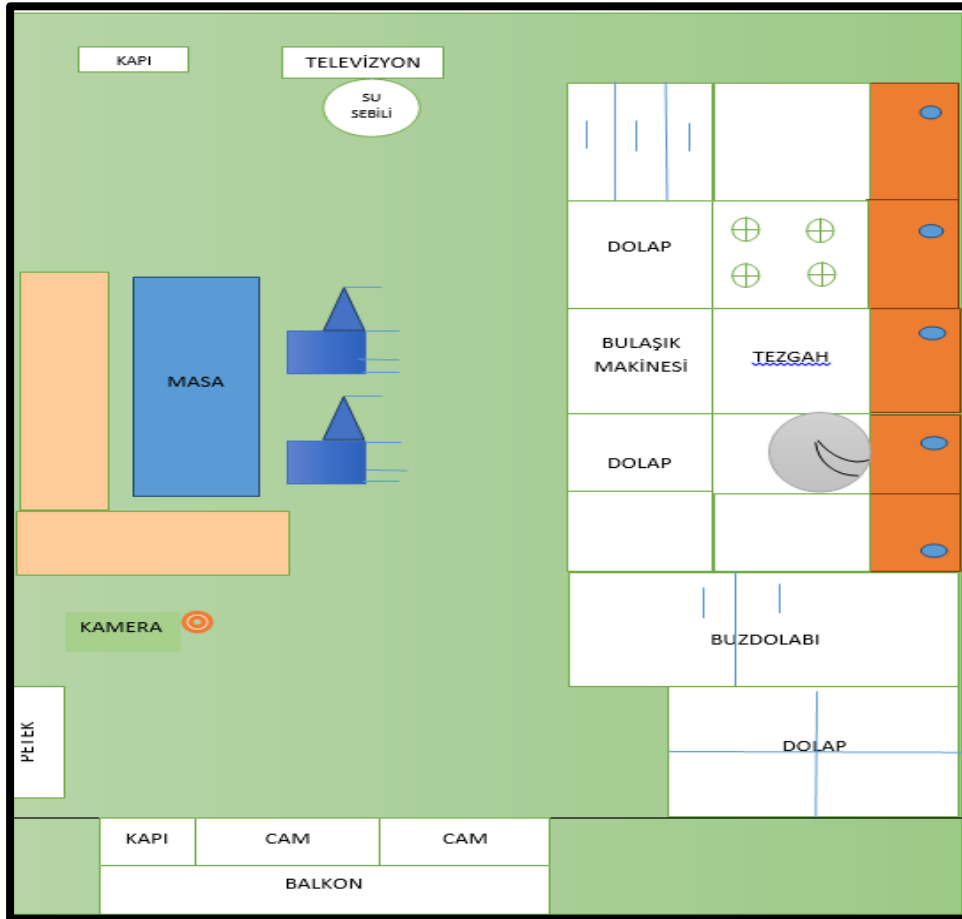 KAPI
TELEVİZYON
SU
SEBİLİ
DOLAP
BULAŞIK
MAKİNESİ
TEZGAH
MASA
DOLAP
KAMERA
BUZDOLABI
PETEK
DOLAP
KAPI
CAM
CAM
BALKON